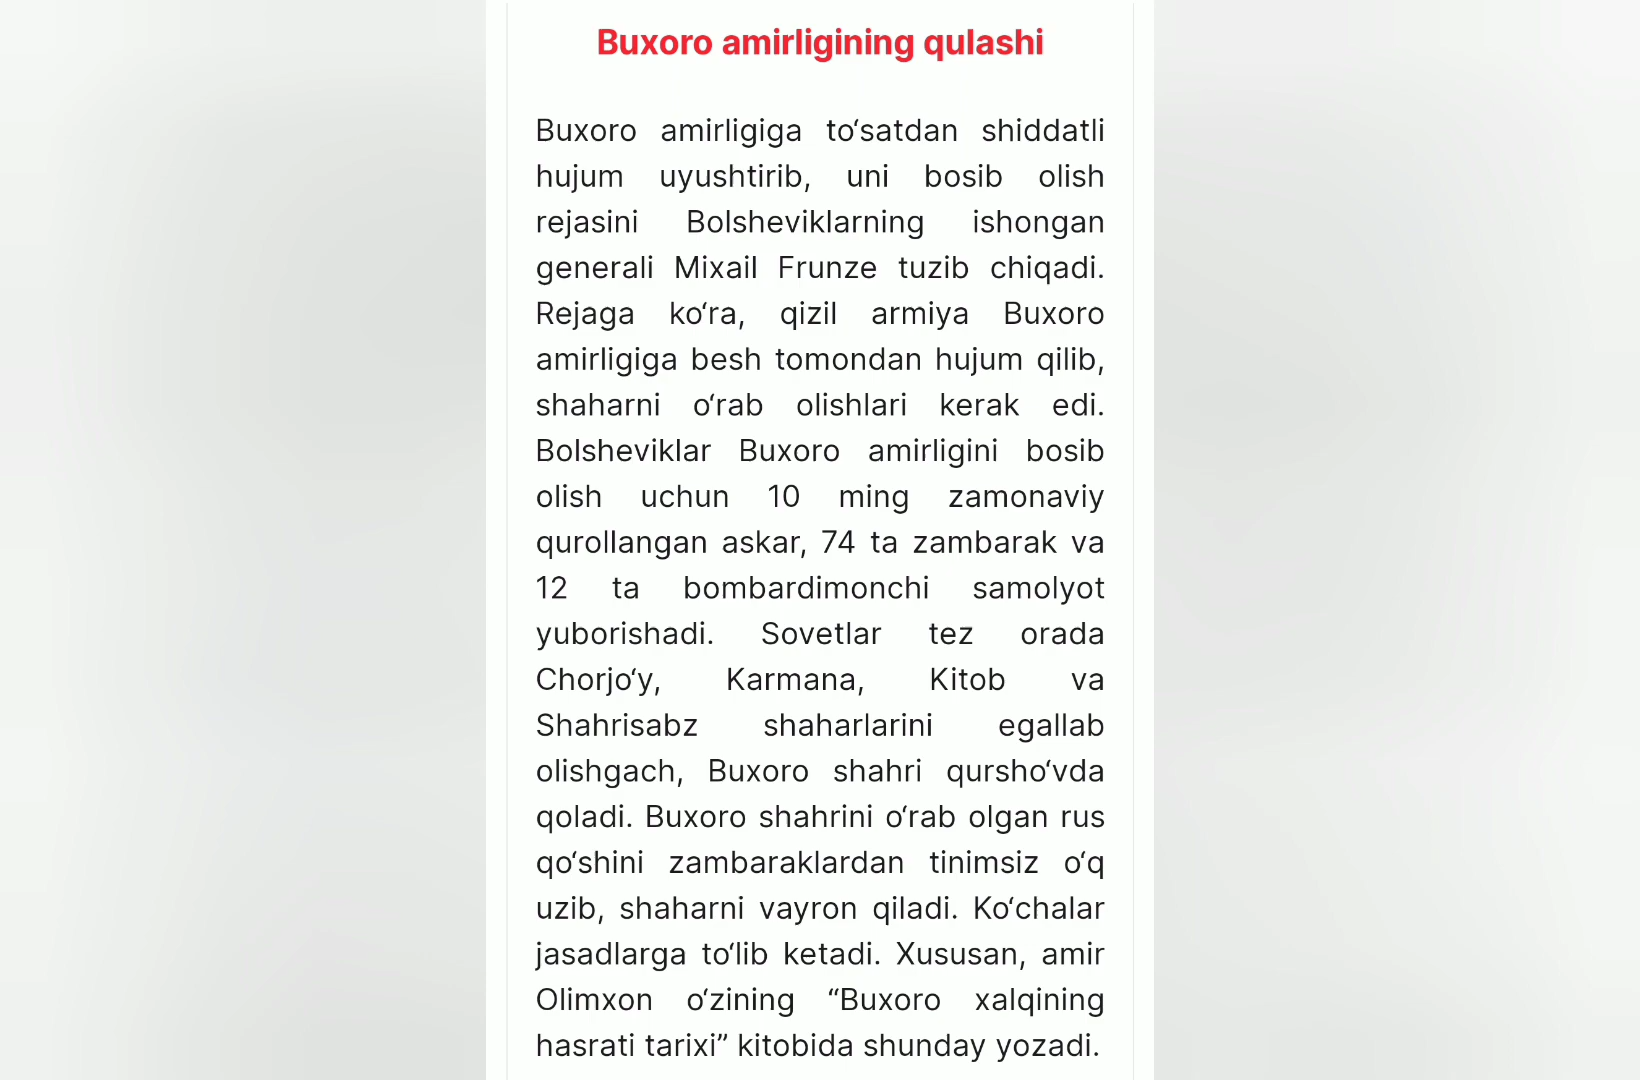 Buxoro amirligining qulashi
Buxoro amirligiga to‘satdan shiddatli
hujum uyushtirib, uni bosib olish
rejasini Bolsheviklarning ishongan
generali Mixail Frunze tuzib chiqadi.
Rejaga ko‘ra, qizil armiya Buxoro
amirligiga besh tomondan hujum qilib,
shaharni o‘rab olishlari kerak edi.
Bolsheviklar Buxoro amirligini bosib
olish uchun 10 ming zamonaviy
qurollangan askar, 74 ta zambarak va
12 ta bombardimonchi samolyot
yuborishadi. Sovetlar tez orada
Chorjo‘y, Karmana, Kitob va
Shahrisabz shaharlarini egallab
olishgach, Buxoro shahri qursho‘vda
qoladi. Buxoro shahrini o‘rab olgan rus
qo‘shini zambaraklardan tinimsiz o‘q
uzib, shaharni vayron qiladi. Ko‘chalar
jasadlarga to‘lib ketadi. Xususan, amir
Olimxon o‘zining “Buxoro xalqining
hasrati tarixi” kitobida shunday yozadi.